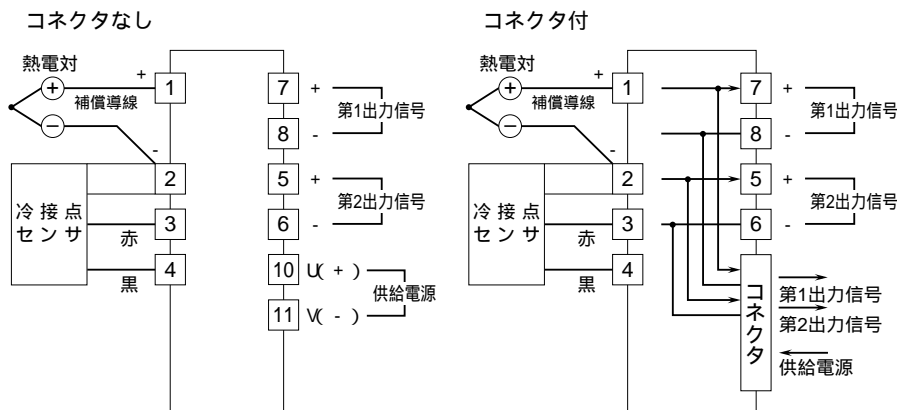 コネクタなし
熱電対
+
+
補償導線
−
-
1
2
3
4
冷接点
センサ
赤
黒
7
+
第1出力信号
8
-
5
+
第2出力信号
6
-
10
U( + )
供給電源
11
V( - )
コネクタ付
熱電対
+
+
補償導線
−
-
1
2
3
4
冷接点
センサ
赤
黒
7
+
第1出力信号
8
-
5
+
第2出力信号
6
-
コネクタ
第1出力信号
第2出力信号
供給電源